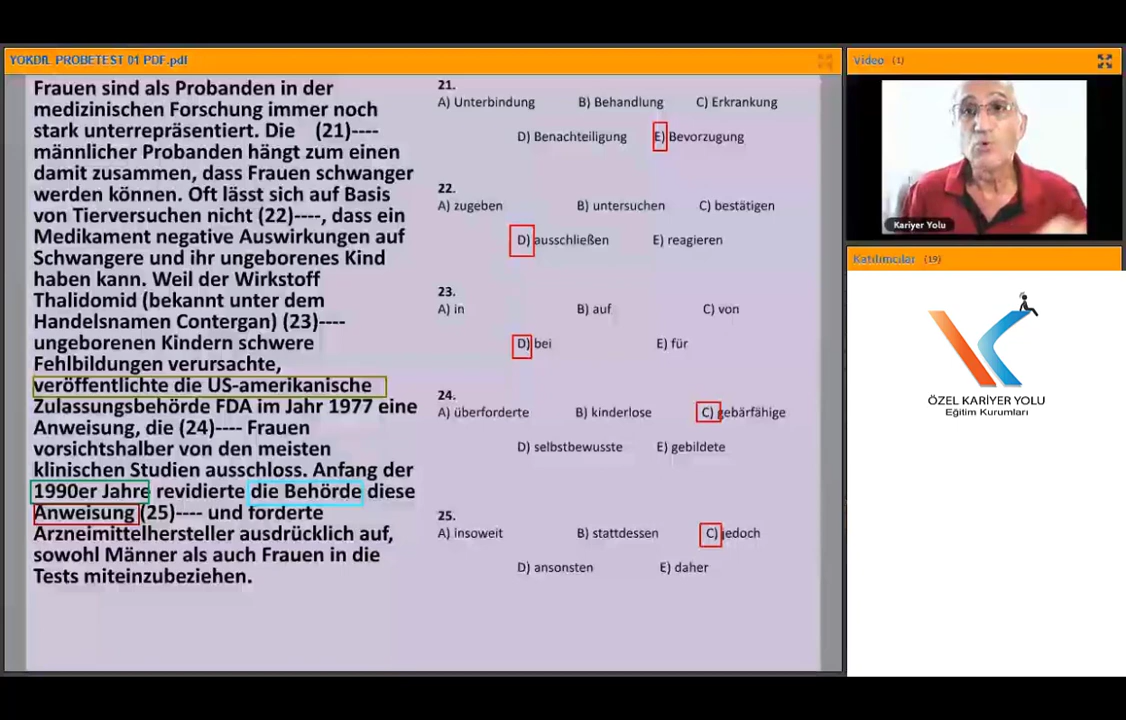 YOKDIL PROBETEST 01 PDF.pdf
Frauen sind als Probanden in der
medizinischen Forschung immer noch
stark unterrepräsentiert. Die (21)----
männlicher Probanden hängt zum einen
damit zusammen, dass Frauen schwanger
werden können. Oft lässt sich auf Basis
von Tierversuchen nicht (22)----, dass ein
Medikament negative Auswirkungen auf
Schwangere und ihr ungeborenes Kind
haben kann. Weil der Wirkstoff
Thalidomid (bekannt unter dem
Handelsnamen Contergan) (23)----
ungeborenen Kindern schwere
Fehlbildungen verursachte,
veröffentlichte die US-amerikanische
Zulassungsbehörde FDA im Jahr 1977 eine
Anweisung, die (24)---- Frauen
vorsichtshalber von den meisten
klinischen Studien ausschloss. Anfang der
1990er Jahre revidierte die Behörde diese
Anweisung (25)---- und forderte
Arzneimittelhersteller ausdrücklich auf,
sowohl Männer als auch Frauen in die
Tests miteinzubeziehen.
21.
A) Unterbindung B) Behandlung C) Erkrankung
D) Benachteiligung E) Bevorzugung
22.
A) zugeben B) untersuchen C) bestätigen
D) ausschließen E) reagieren
23.
A) in B) auf C) von
D) bei E) für
24.
A) überforderte B) kinderlose C) gebärfähige
D) selbstbewusste E) gebildete
25.
A) insoweit B) stattdessen C) jedoch
D) ansonsten E) daher
Video (1)
Kariyer Yolu
Katılımcılar (19)
ÖZEL KARİYER YOLU
Eğitim Kurumları